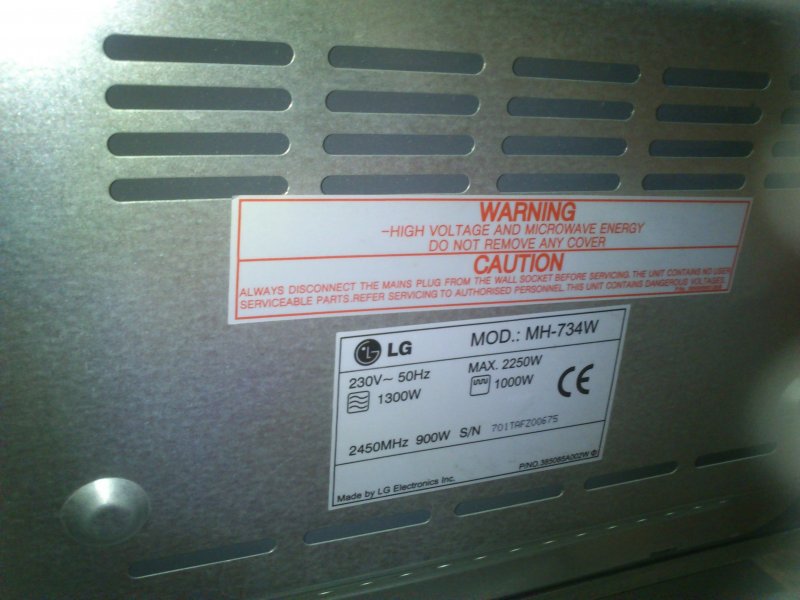 WARNING
-HIGH VOLTAGE AND MICROWAVE ENERGY
DO NOT REMOVE ANY COVER
CAUTION
ALWAYS DISCONNECT THE MAINS PLUG FROM THE WALL SOCKET BEFORE SERVICING. THE UNIT CONTAINS NO USER
SERVICEABLE PARTS.REFER SERVICING TO AUTHORISED PERSONNEL. THIS UNIT CONTAINS DANGEROUS VOLTAGES.
LG MOD.: MH-734W
230V~ 50Hz MAX. 2250W
1300W 1000W CE
2450MHz 900W S/N 701TAFZ00675
P/NO.395085A002W
Made by LG Electronics Inc.